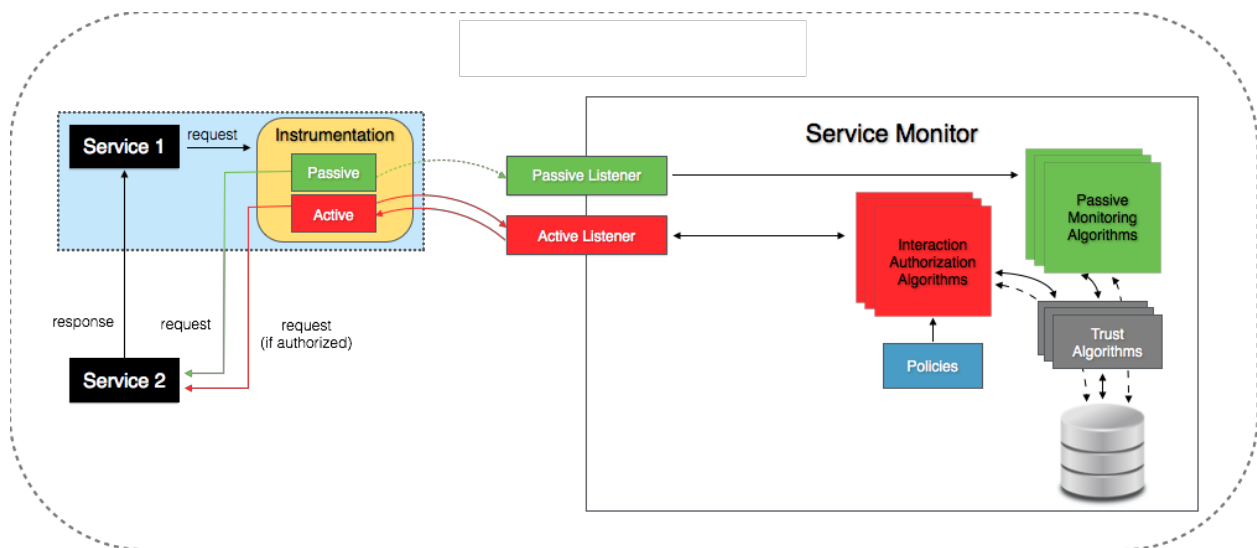 Service 1
request
Instrumentation
Passive
Active
Service Monitor
Passive Listener
Active Listener
Passive
Monitoring
Algorithms
Interaction
Authorization
Algorithms
response
request
request
(if authorized)
Service 2
Policies
Trust
Algorithms